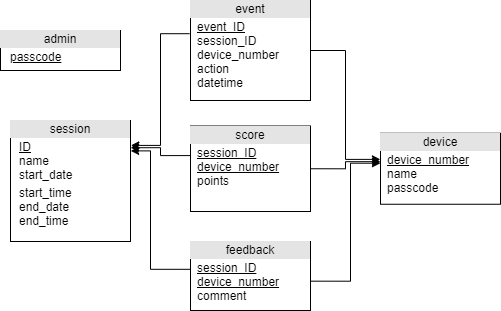 admin
passcode
event
event_ID
session_ID
device_number
action
datetime
session
ID
name
start_date
start_time
end_date
end_time
score
session_ID
device_number
points
device
device_number
name
passcode
feedback
session_ID
device_number
comment